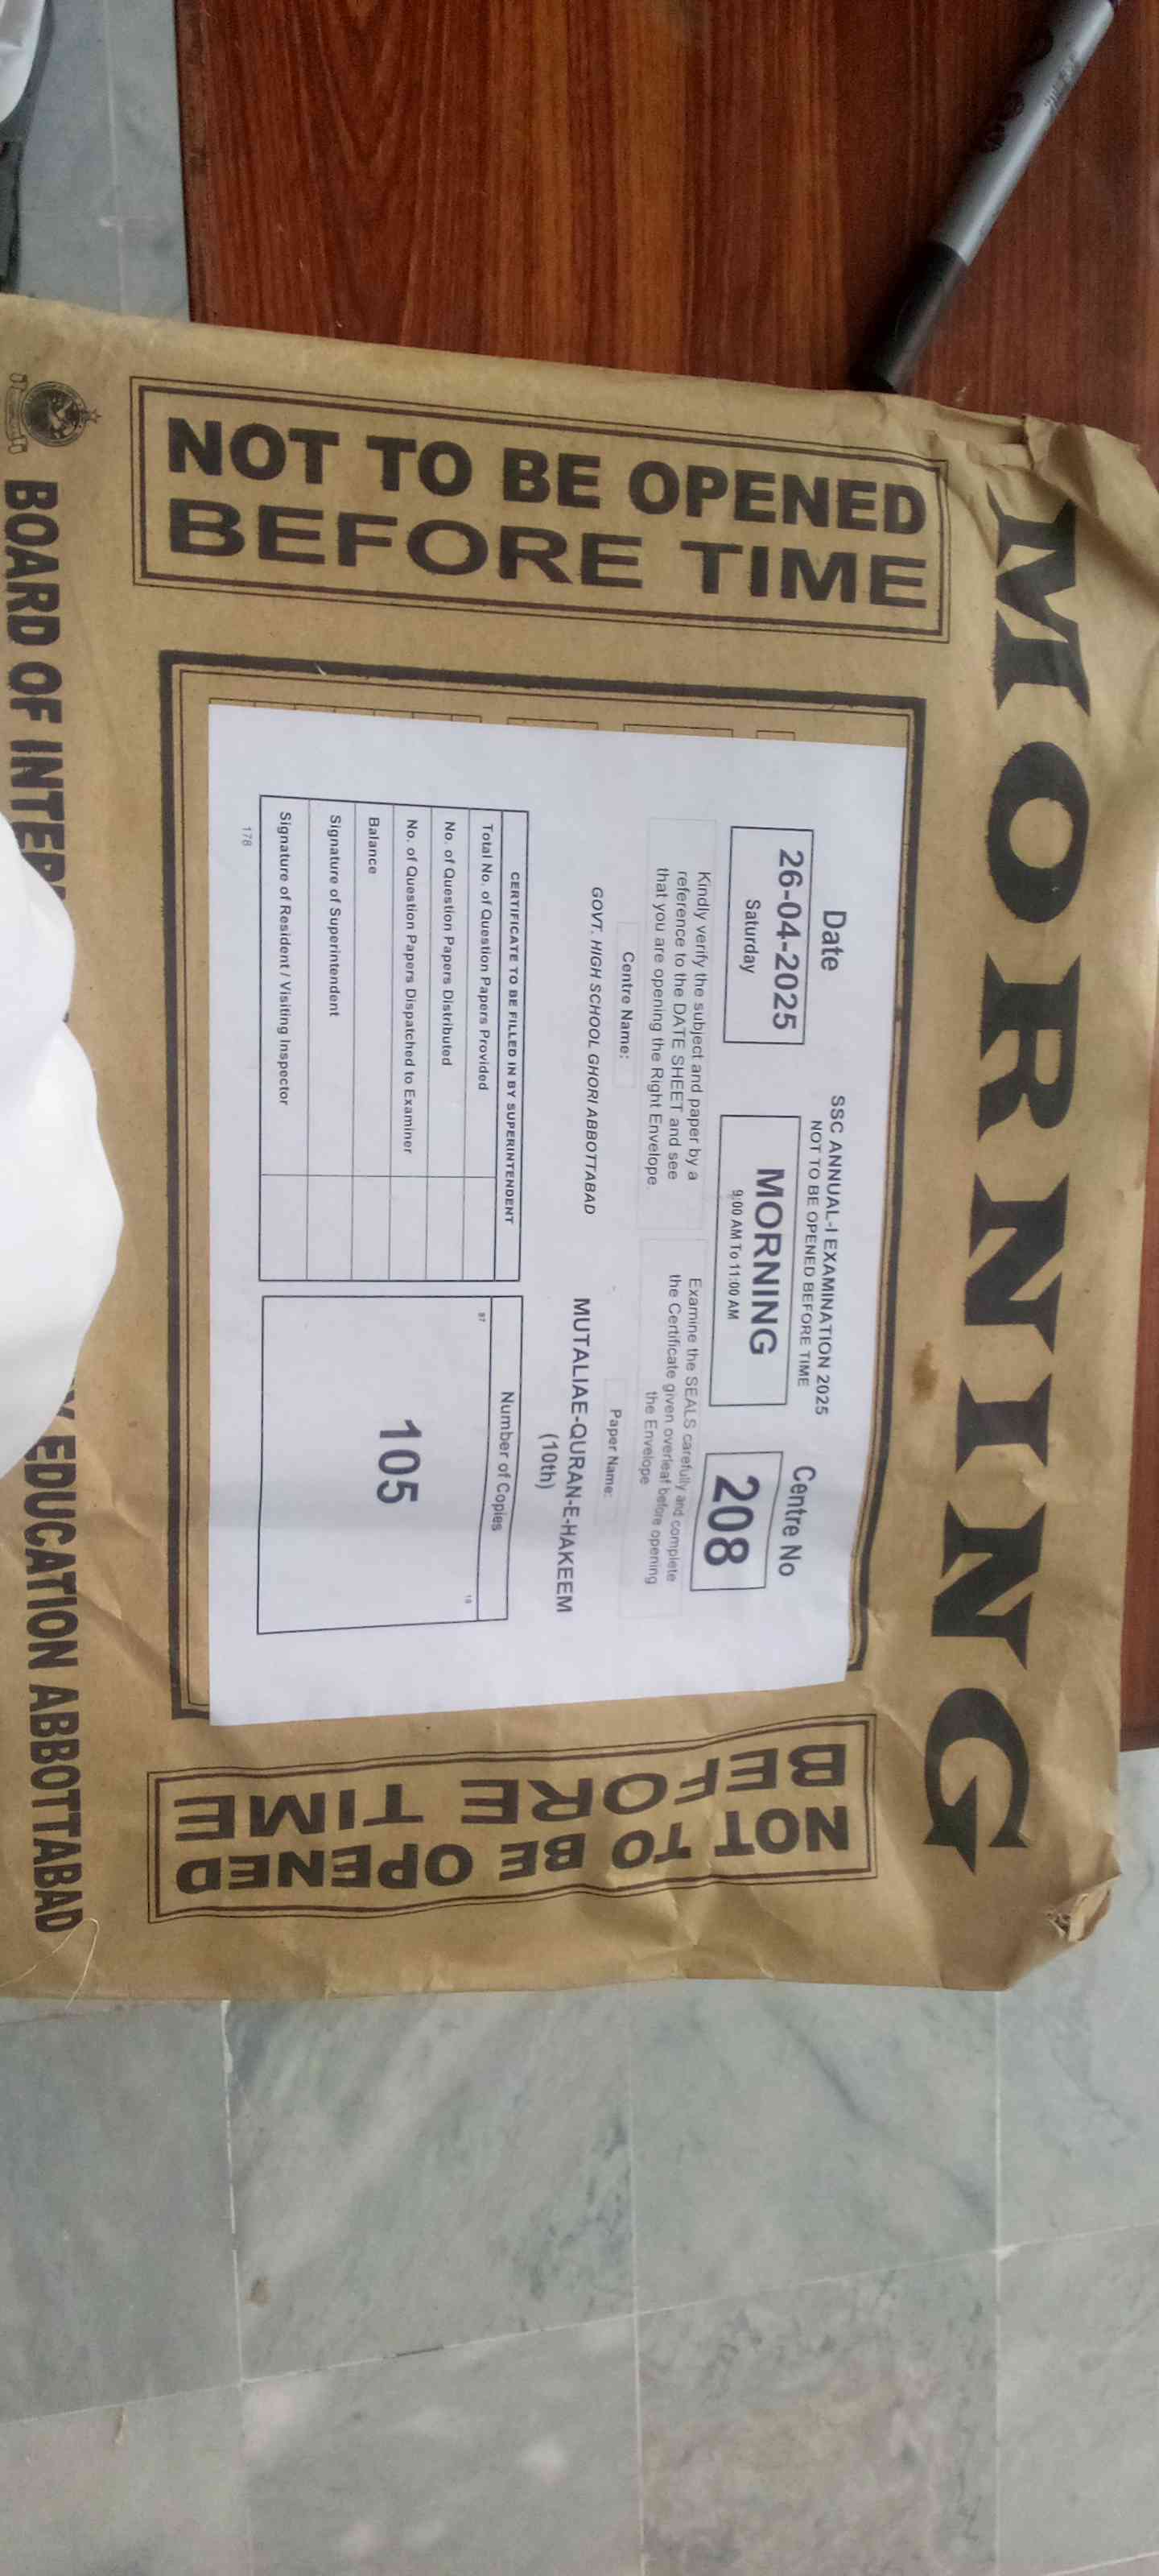 MORNING
NOT TO BE OPENED
BEFORE TIME
SSC ANNUAL-I EXAMINATION 2025
NOT TO BE OPENED BEFORE TIME
Date
26-04-2025
Saturday
MORNING
9:00 AM To 11:00 AM
Centre No
208
Kindly verify the subject and paper by a
reference to the DATE SHEET and see
that you are opening the Right Envelope.
Examine the SEALS carefully and complete
the Certificate given overleaf before opening
the Envelope
Centre Name:
GOVT. HIGH SCHOOL GHORI ABBOTTABAD
Paper Name:
MUTALIAE-QURAN-E-HAKEEM
(10th)
CERTIFICATE TO BE FILLED IN BY SUPERINTENDENT
Total No. of Question Papers Provided
No. of Question Papers Distributed
No. of Question Papers Dispatched to Examiner
Balance
Signature of Superintendent
Signature of Resident / Visiting Inspector
Number of Copies
105
178
NOT TO BE OPENED
BEFORE TIME
BOARD OF EDUCATION ABBOTTABAD